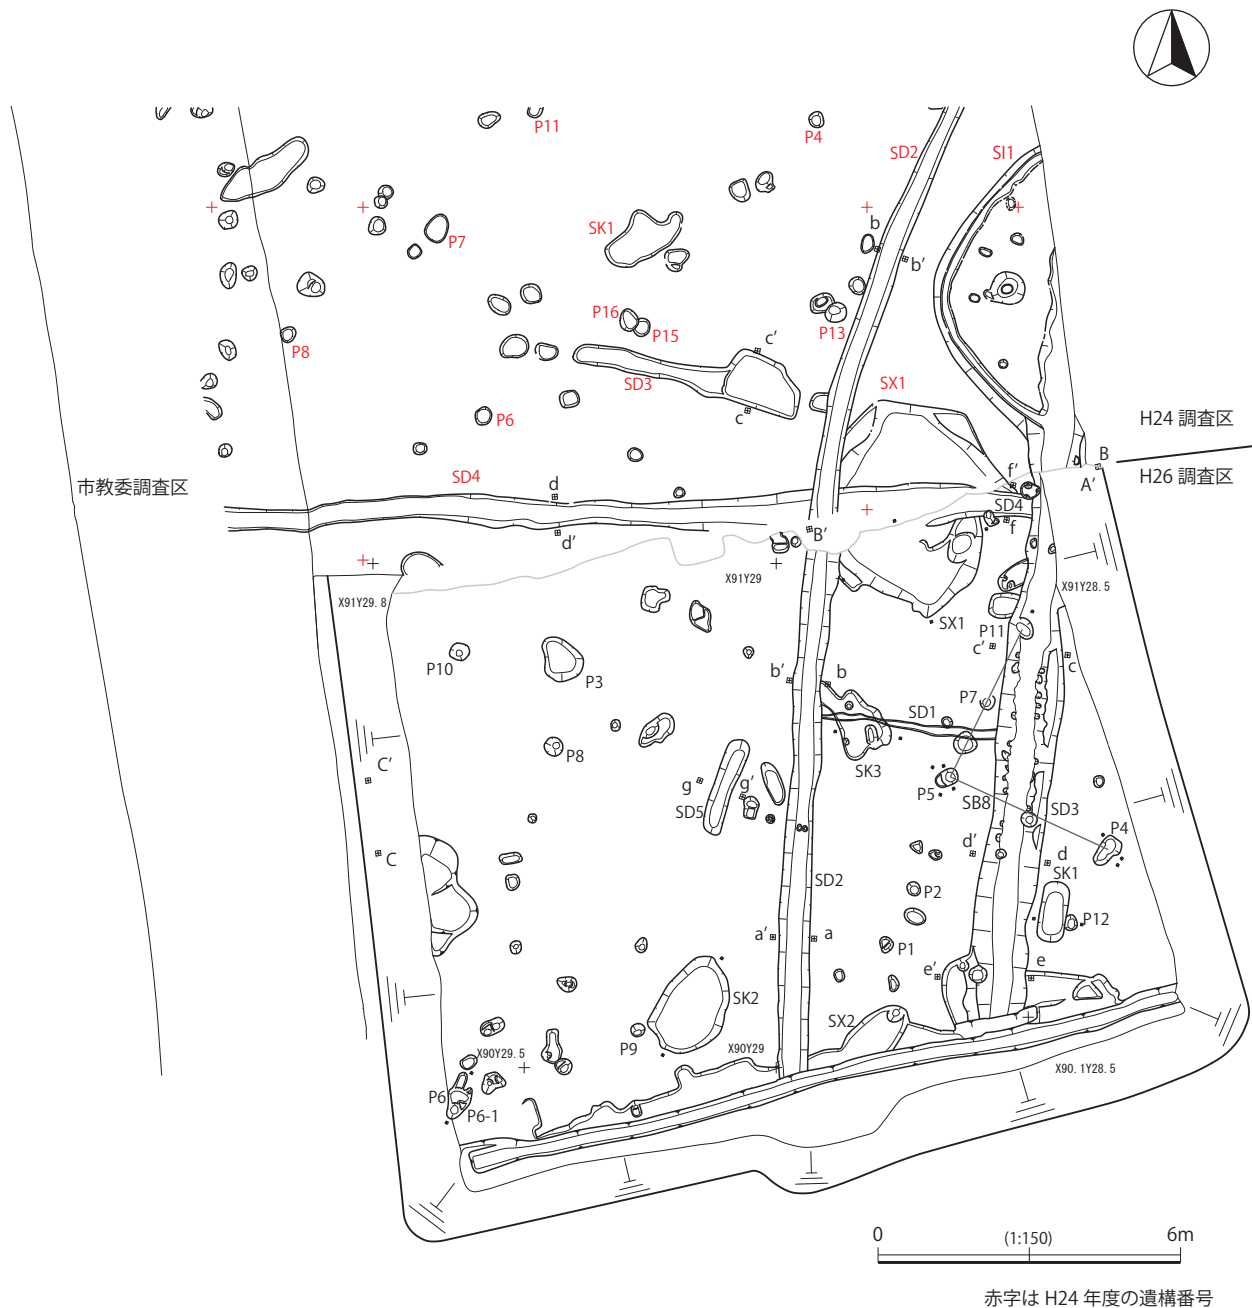 P11
P4
SD2
SI1
b
b'
P7
SK1
P16
P15
P13
P8
c'
SD3
SX1
c
P6
H24 調査区
B
A'
H26 調査区
市教委調査区
SD4
d
f'
SD4
f
d'
B'
X91Y29
X91Y29.8
X91Y28.5
SX1
P11
c'
c
P10
P3
b'
b
P7
SD1
P8
SK3
C'
g
g'
P5
SB8
SD3
SD5
P4
C
d'
d
SD2
SK1
P2
P12
a'
a
P1
e'
e
SK2
SX2
P9
X90Y29.5
X90Y29
X90.1Y28.5
P6
P6-1
0
(1:150)
6m
赤字は H24 年度の遺構番号